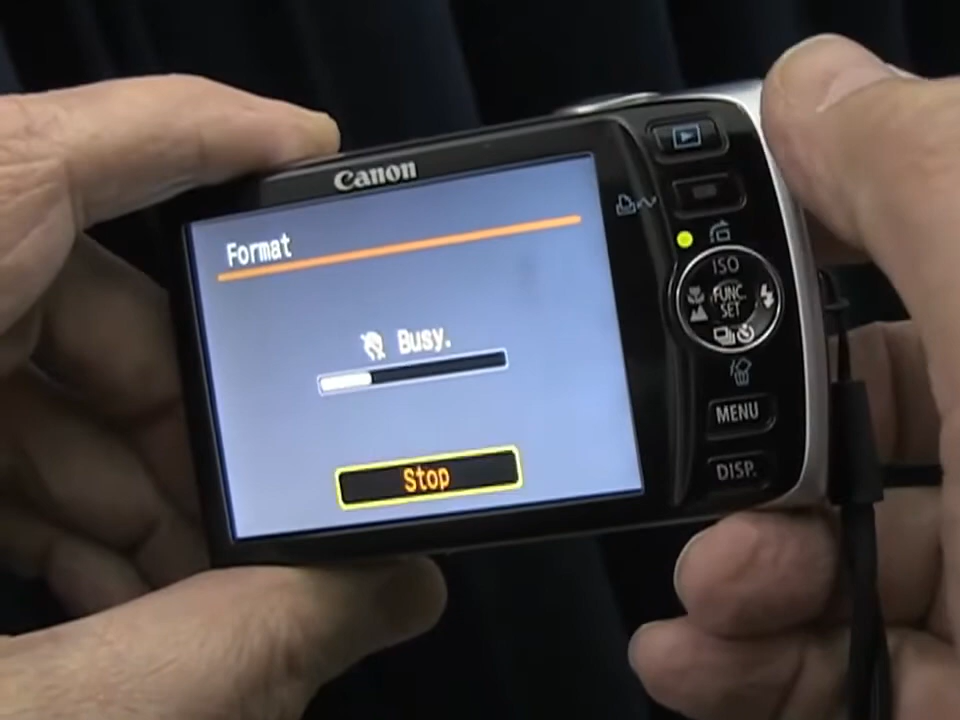 Canon
Format
Busy.
Stop
ISO
FUNC.
SET
MENU
DISP.